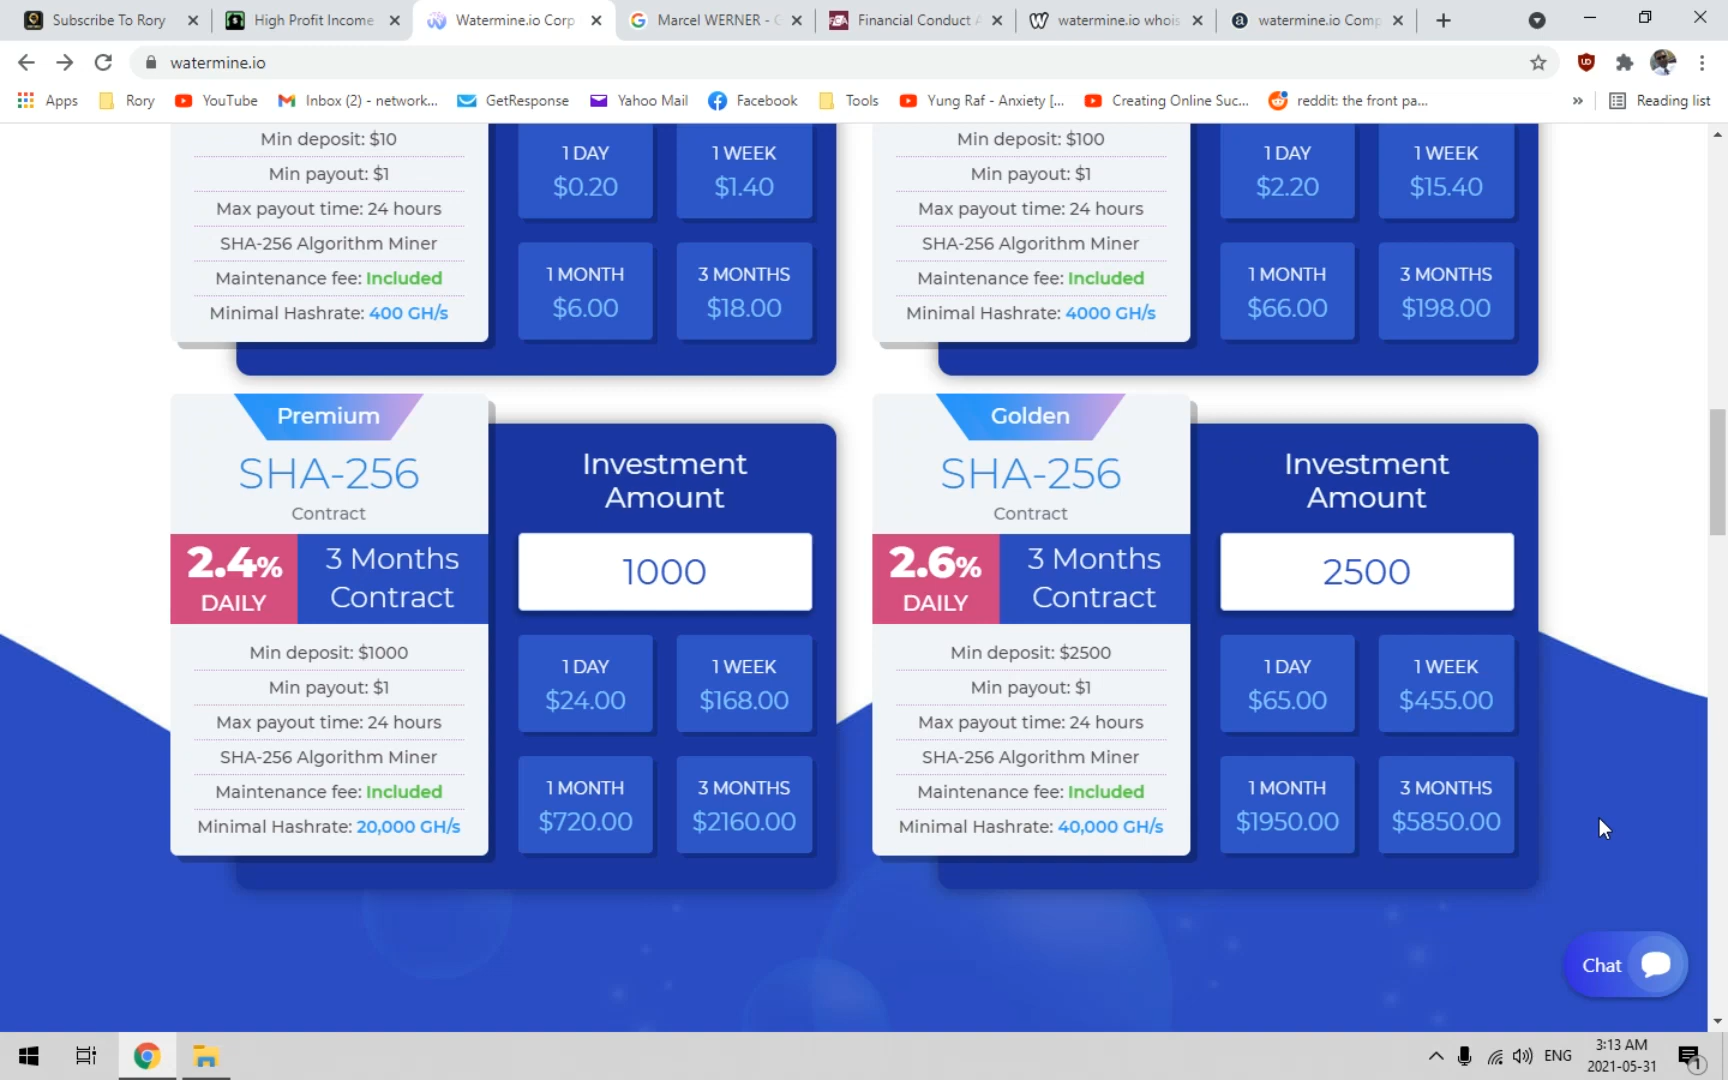 Subscribe To Rory
High Profit Income
Watermine.io Corp
Marcel WERNER - G
Financial Conduct A
watermine.io whois
watermine.io Comp
watermine.io
Apps
Rory
YouTube
Inbox (2) - network...
GetResponse
Yahoo Mail
Facebook
Tools
Yung Raf - Anxiety [...
Creating Online Suc...
reddit: the front pa...
»
Reading list
Min deposit: $10
Min payout: $1
Max payout time: 24 hours
SHA-256 Algorithm Miner
Maintenance fee: Included
Minimal Hashrate: 400 GH/s
1 DAY
$0.20
1 WEEK
$1.40
1 MONTH
$6.00
3 MONTHS
$18.00
Min deposit: $100
Min payout: $1
Max payout time: 24 hours
SHA-256 Algorithm Miner
Maintenance fee: Included
Minimal Hashrate: 4000 GH/s
1 DAY
$2.20
1 WEEK
$15.40
1 MONTH
$66.00
3 MONTHS
$198.00
Premium
SHA-256
Contract
2.4%
DAILY
3 Months
Contract
Min deposit: $1000
Min payout: $1
Max payout time: 24 hours
SHA-256 Algorithm Miner
Maintenance fee: Included
Minimal Hashrate: 20,000 GH/s
Investment
Amount
1000
1 DAY
$24.00
1 WEEK
$168.00
1 MONTH
$720.00
3 MONTHS
$2160.00
Golden
SHA-256
Contract
2.6%
DAILY
3 Months
Contract
Min deposit: $2500
Min payout: $1
Max payout time: 24 hours
SHA-256 Algorithm Miner
Maintenance fee: Included
Minimal Hashrate: 40,000 GH/s
Investment
Amount
2500
1 DAY
$65.00
1 WEEK
$455.00
1 MONTH
$1950.00
3 MONTHS
$5850.00
Chat
ENG
3:13 AM
2021-05-31
1